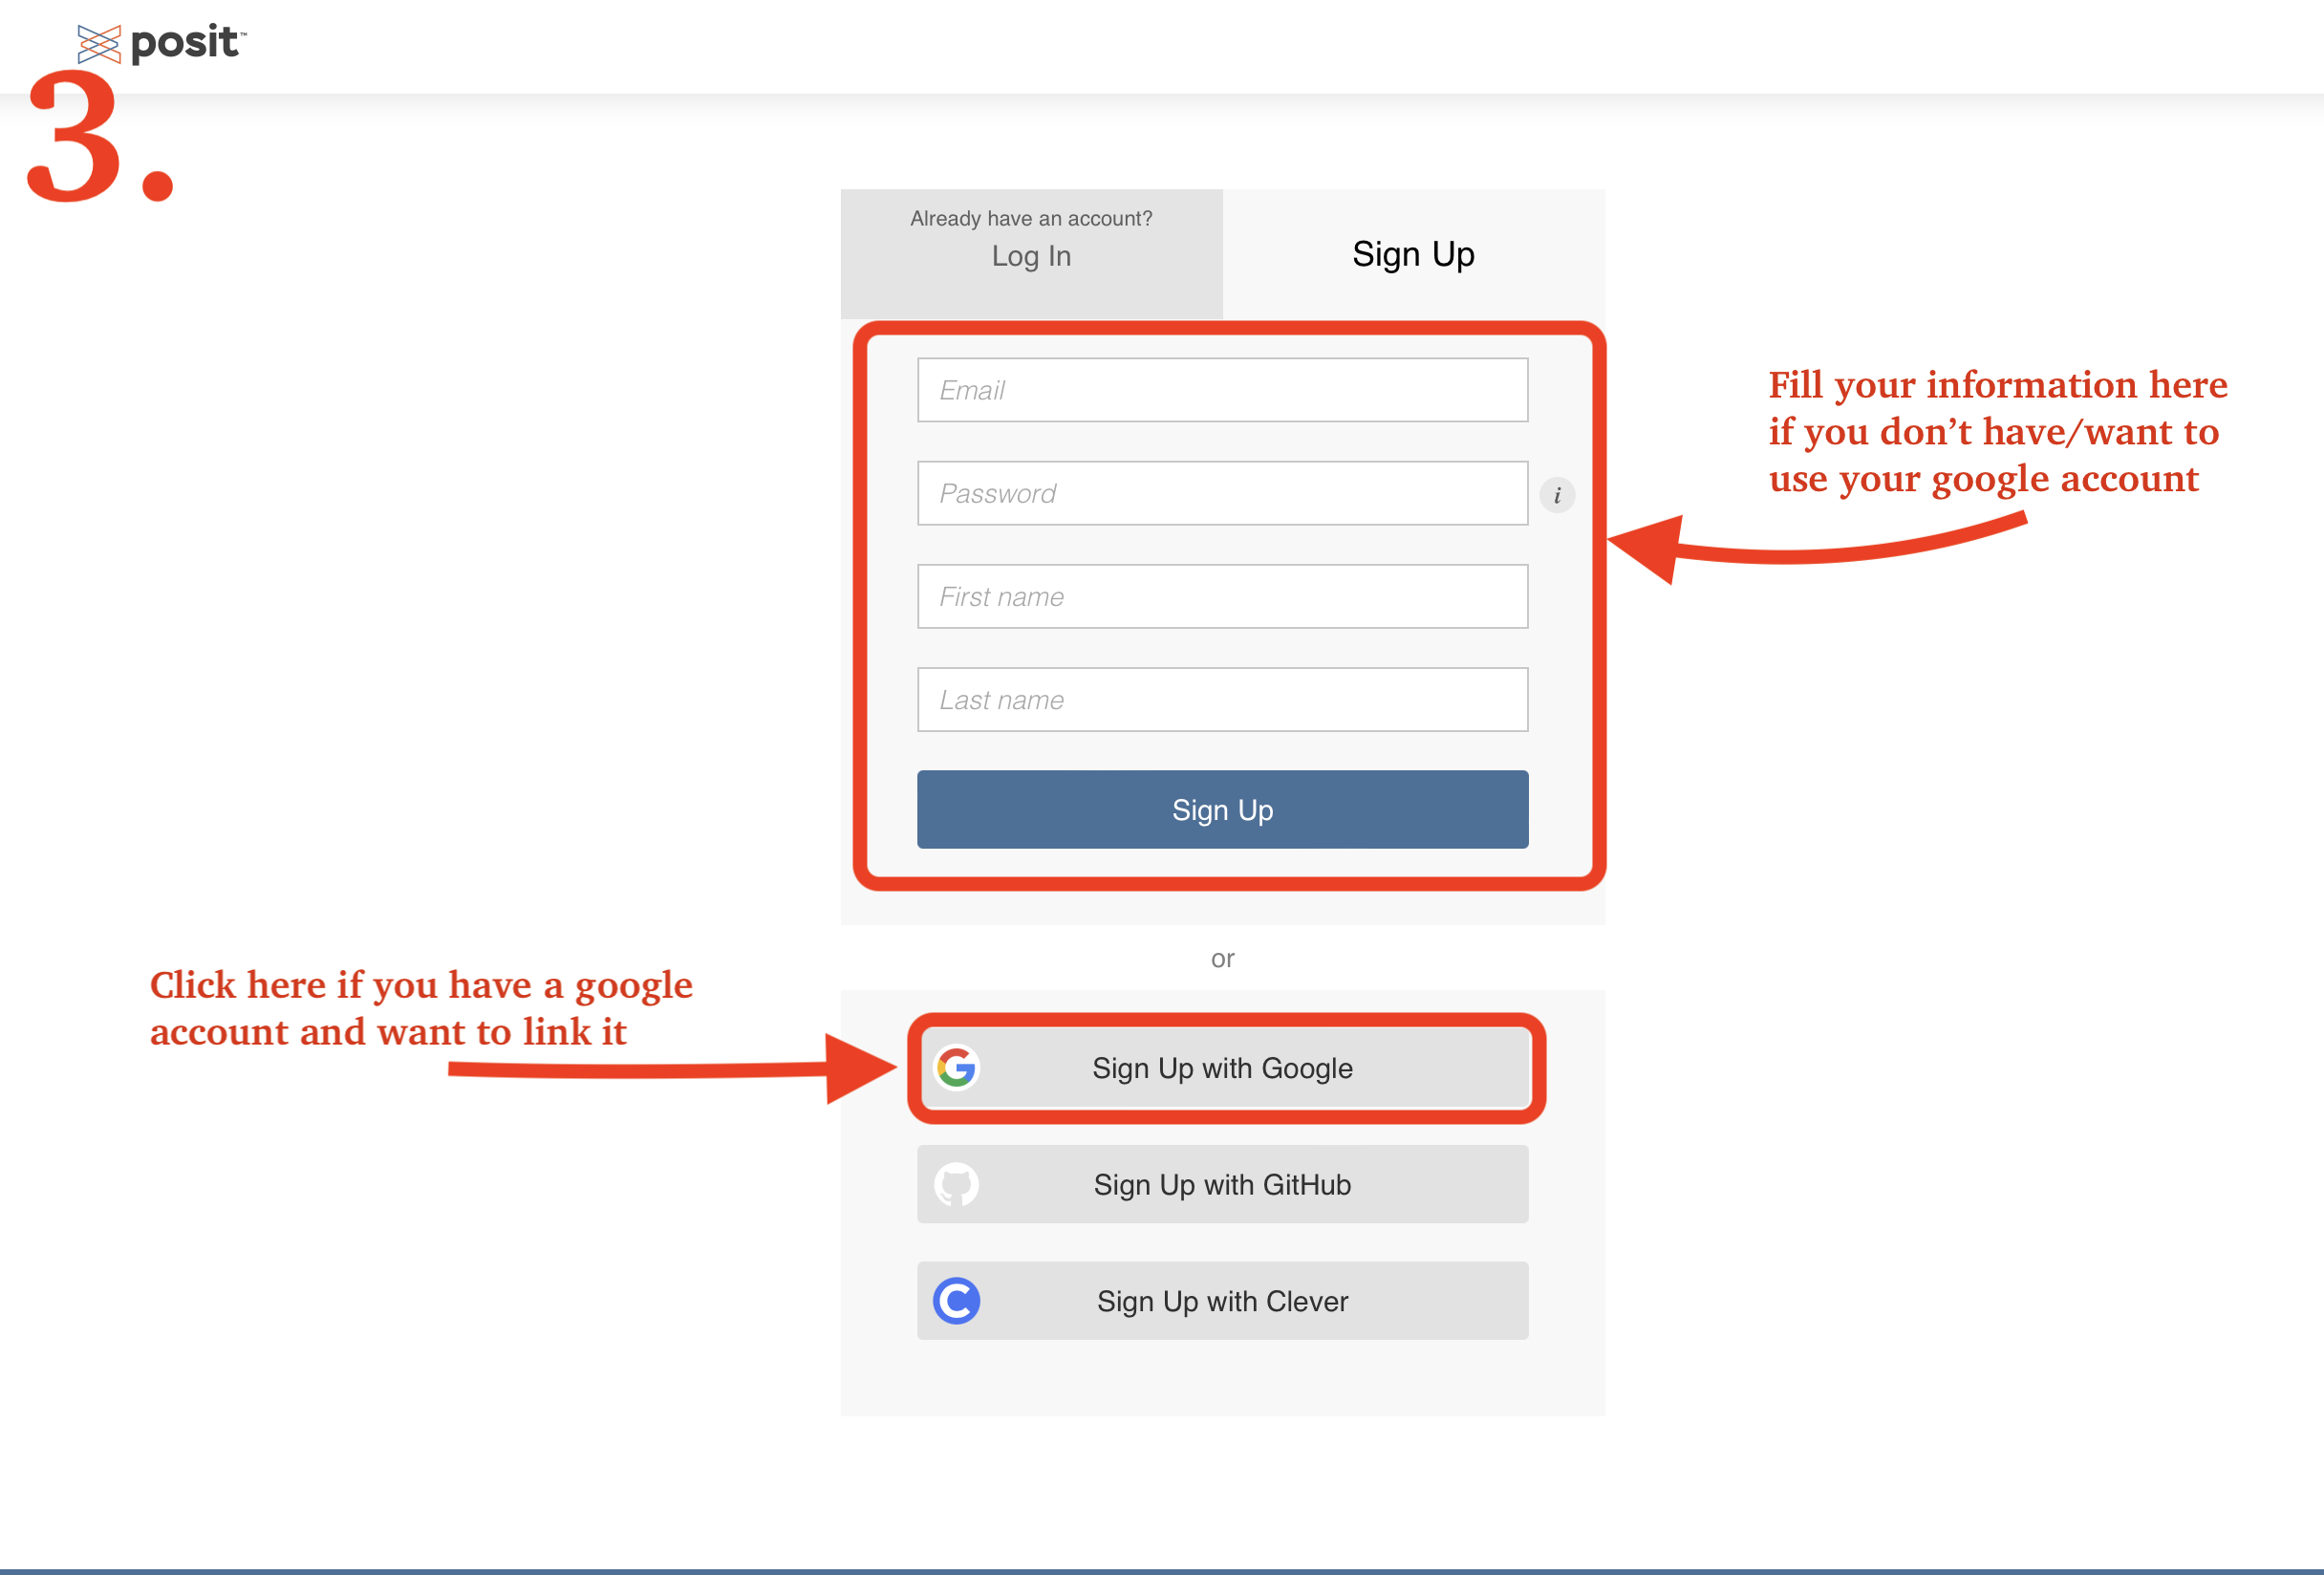 posit™
3.
Already have an account?
Log In
Sign Up
Email
Password
i
First name
Last name
Sign Up
Fill your information here
if you don’t have/want to
use your google account
or
Click here if you have a google
account and want to link it
Sign Up with Google
Sign Up with GitHub
Sign Up with Clever